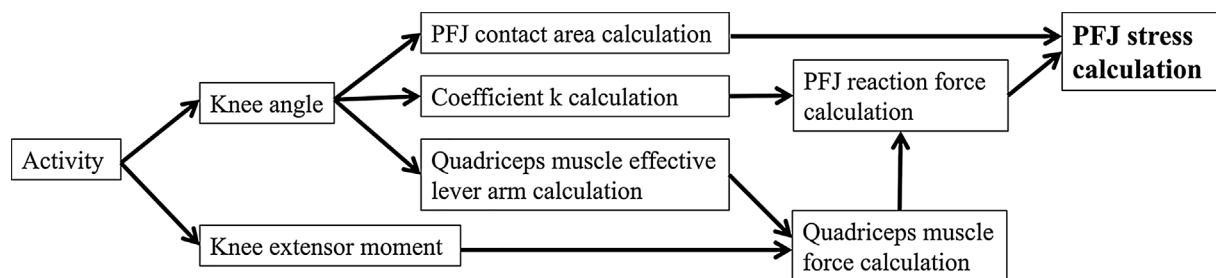 Activity
Knee angle
Knee extensor moment
PFJ contact area calculation
Coefficient k calculation
Quadriceps muscle effective
lever arm calculation
PFJ reaction force
calculation
Quadriceps muscle
force calculation
PFJ stress
calculation